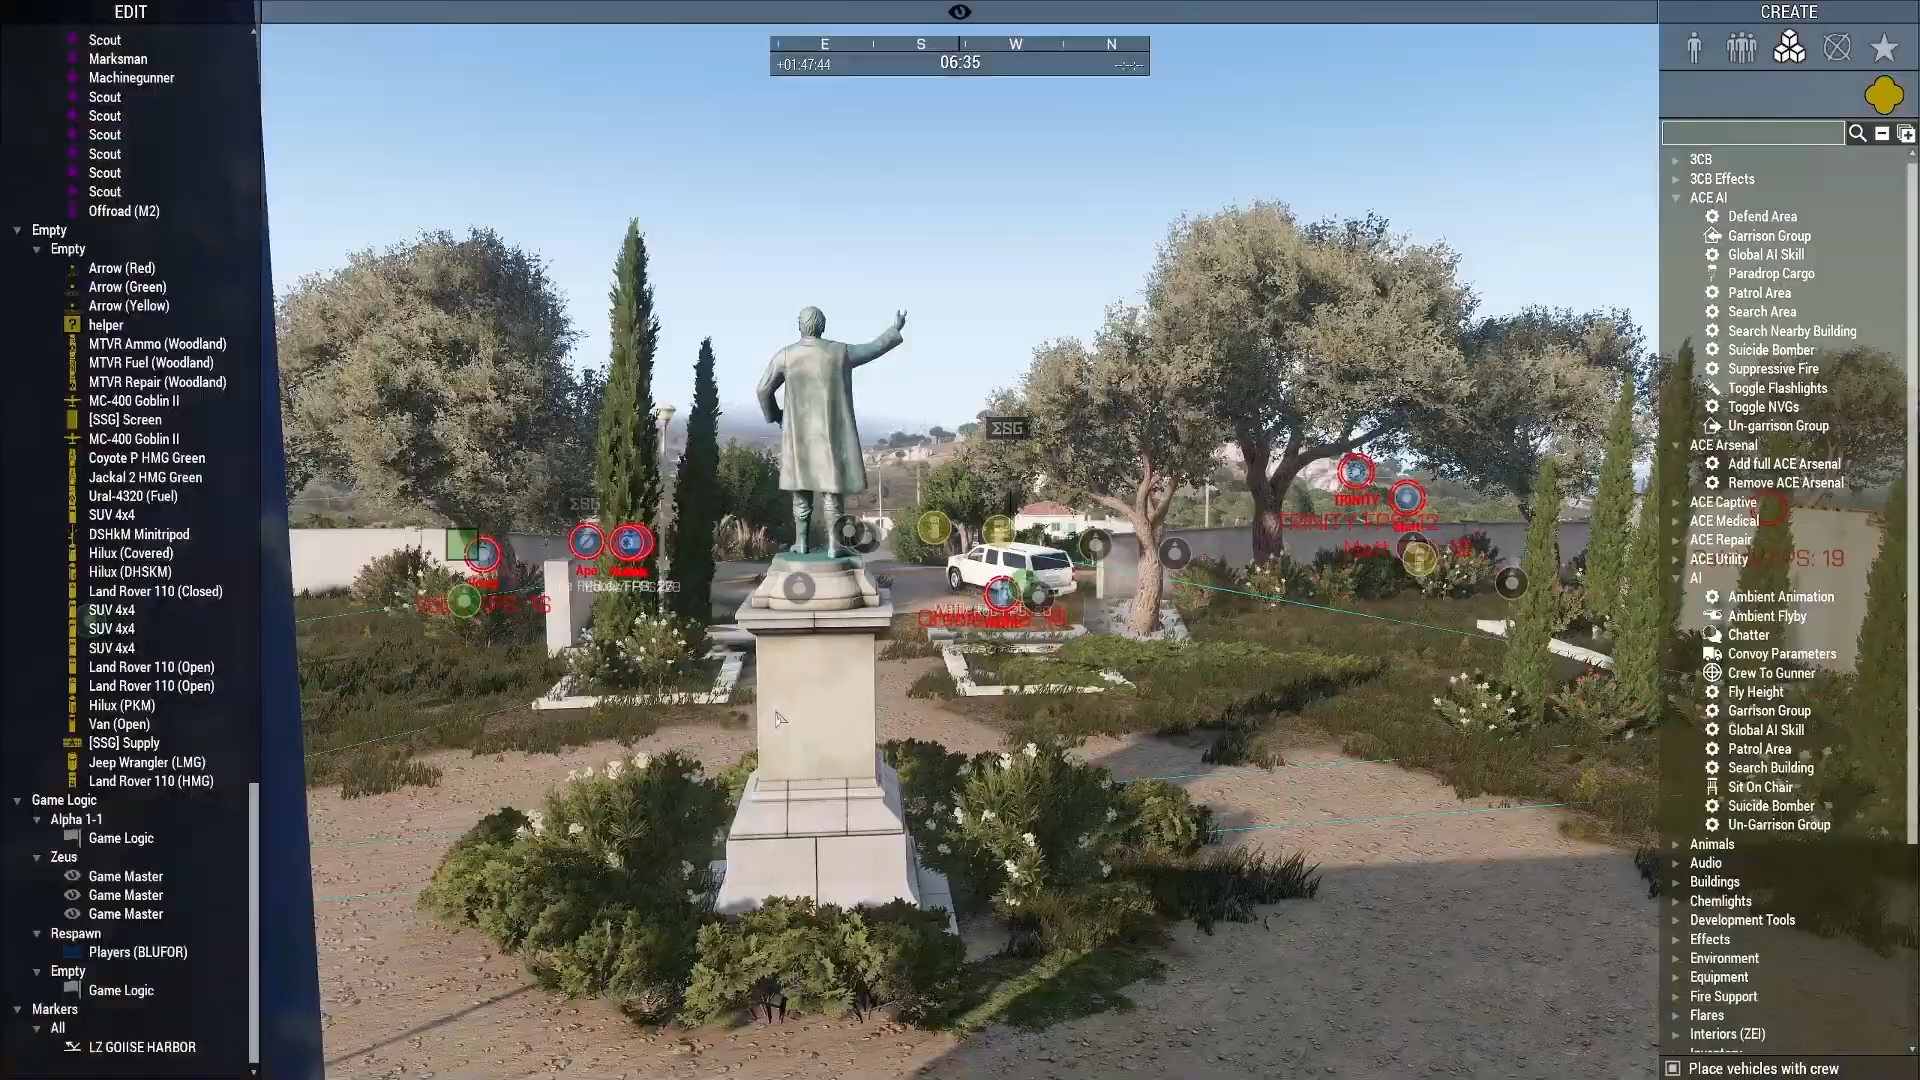 EDIT
Scout
Marksman
Machinegunner
Scout
Scout
Scout
Scout
Scout
Scout
Offroad (M2)
Empty
Empty
Arrow (Red)
Arrow (Green)
Arrow (Yellow)
? helper
MTVR Ammo (Woodland)
MTVR Fuel (Woodland)
MTVR Repair (Woodland)
MC-400 Goblin II
[SSG] Screen
MC-400 Goblin II
Coyote P HMG Green
Jackal 2 HMG Green
Ural-4320 (Fuel)
SUV 4x4
DSHkM Minitripod
Hilux (Covered)
Hilux (DHSKM)
Land Rover 110 (Closed)
SUV 4x4
SUV 4x4
SUV 4x4
Land Rover 110 (Open)
Land Rover 110 (Open)
Hilux (PKM)
Van (Open)
[SSG] Supply
Jeep Wrangler (LMG)
Land Rover 110 (HMG)
Game Logic
Alpha 1-1
Game Logic
Zeus
Game Master
Game Master
Game Master
Respawn
Players (BLUFOR)
Empty
Game Logic
Markers
All
LZ GOIISE HARBOR
E S W N
+01:47:44 06:35 --:--:--
ΣSG
TRINITY
TRINITY FPS: 12
Ape
CREATE
3CB
3CB Effects
ACE AI
Defend Area
Garrison Group
Global AI Skill
Paradrop Cargo
Patrol Area
Search Area
Search Nearby Building
Suicide Bomber
Suppressive Fire
Toggle Flashlights
Toggle NVGs
Un-garrison Group
ACE Arsenal
Add full ACE Arsenal
Remove ACE Arsenal
ACE Captive
ACE Medical
ACE Repair
ACE Utility
FPS: 19
AI
Ambient Animation
Ambient Flyby
Chatter
Convoy Parameters
Crew To Gunner
Fly Height
Garrison Group
Global AI Skill
Patrol Area
Search Building
Sit On Chair
Suicide Bomber
Un-Garrison Group
Animals
Audio
Buildings
Chemlights
Development Tools
Effects
Environment
Equipment
Fire Support
Flares
Interiors (ZEI)
Place vehicles with crew